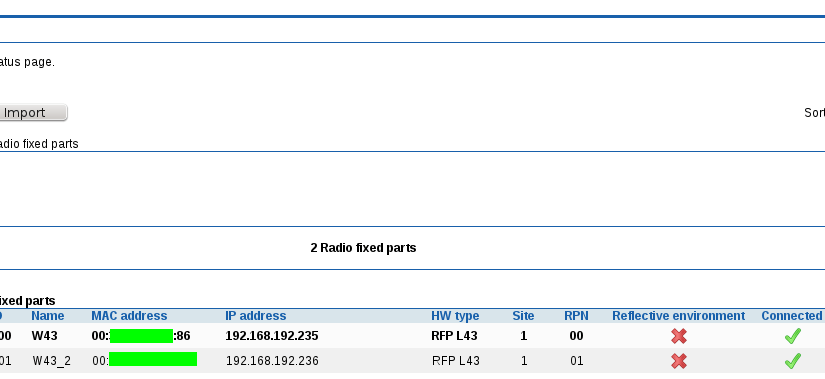 atus page.
Import
Sort
adio fixed parts
2 Radio fixed parts
ixed parts
D Name MAC address IP address HW type Site RPN Reflective environment Connected
00 W43 00: :86 192.168.192.235 RFP L43 1 00
01 W43_2 00: 192.168.192.236 RFP L43 1 01